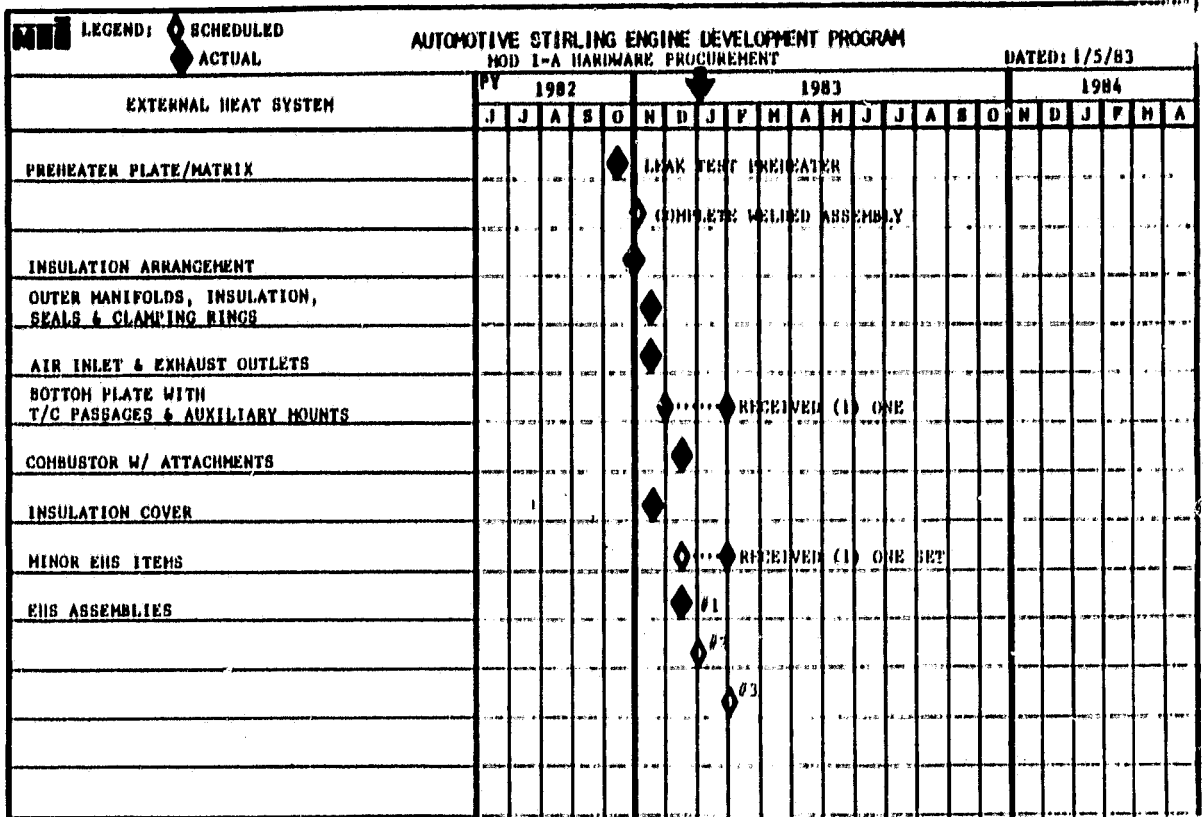 LEGEND: SCHEDULED
ACTUAL
AUTOMOTIVE STIRLING ENGINE DEVELOPMENT PROGRAM
MOD I-A HARDWARE PROCUREMENT
DATED: 1/5/83
EXTERNAL HEAT SYSTEM
FY 1982 1983 1984
J J A S O N D J F M A M J J A S O N D J F M A
PREHEATER PLATE/MATRIX LEAK TEST PREHEATER
COMPLETE WELDED ASSEMBLY
INSULATION ARRANGEMENT
OUTER MANIFOLDS, INSULATION,
SEALS & CLAMPING RINGS
AIR INLET & EXHAUST OUTLETS
BOTTOM PLATE WITH
T/C PASSAGES & AUXILIARY MOUNTS RECEIVED (1) ONE
COMBUSTOR W/ ATTACHMENTS
INSULATION COVER
MINOR EHS ITEMS RECEIVED (1) ONE SET
EHS ASSEMBLIES #1
#2
#3